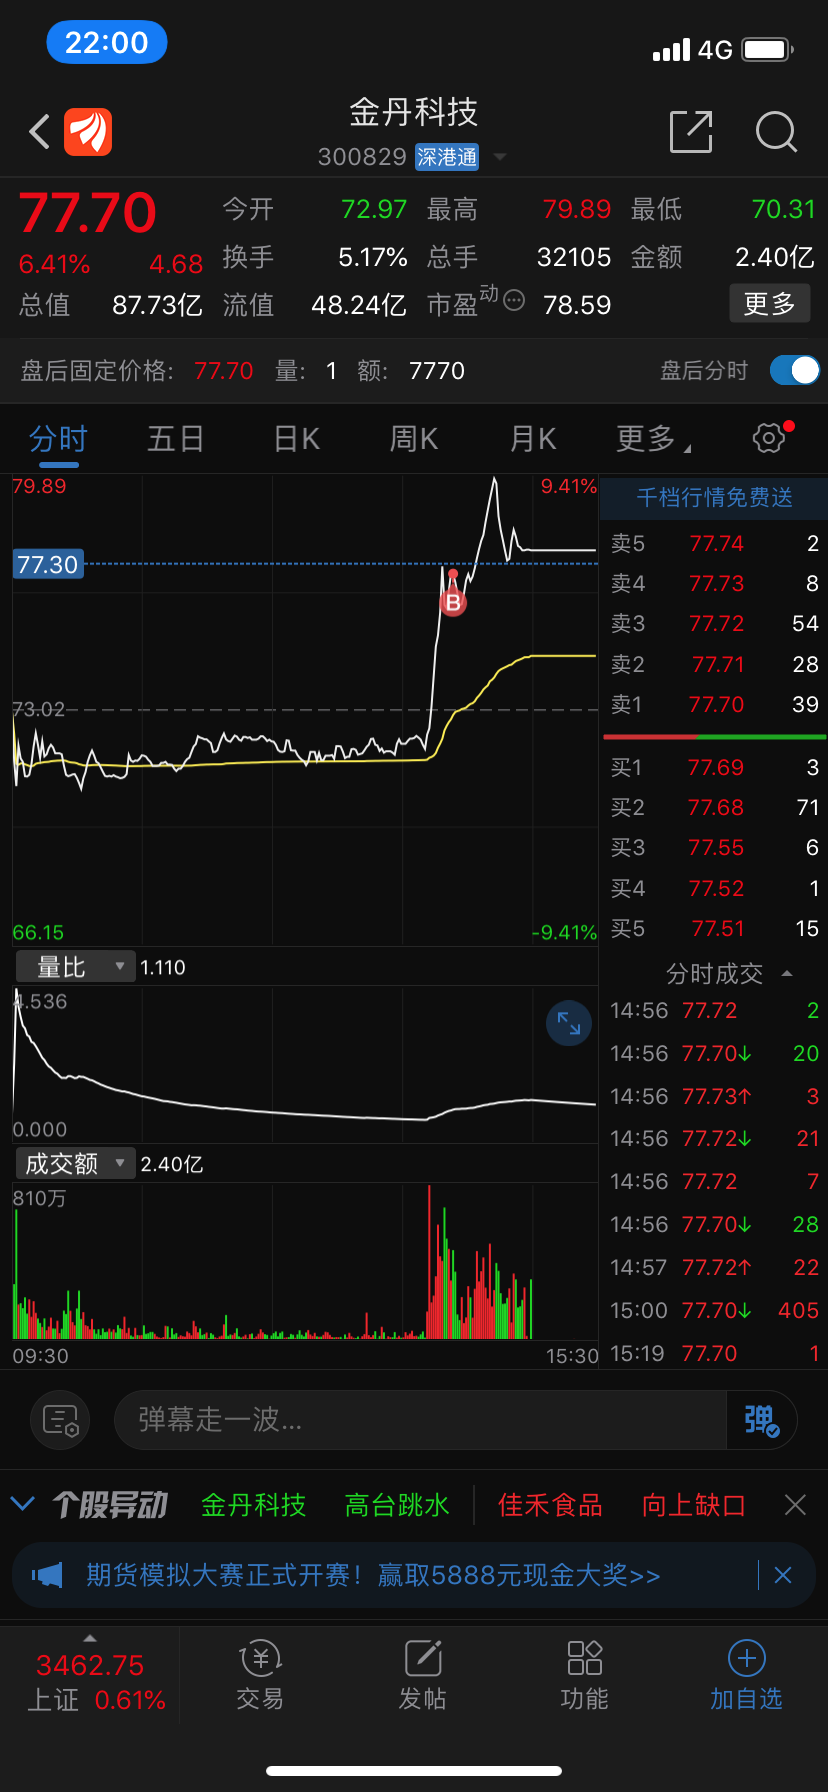 22:00 4G
金丹科技
300829 深港通
77.70 今开 72.97 最高 79.89 最低 70.31
6.41% 4.68 换手 5.17% 总手 32105 金额 2.40亿
总值 87.73亿 流值 48.24亿 市盈动 78.59 更多
盘后固定价格: 77.70 量: 1 额: 7770 盘后分时
分时 五日 日K 周K 月K 更多
79.89 9.41%
77.30
B
73.02
66.15 -9.41%
量比 1.110
4.536
0.000
成交额 2.40亿
810万
09:30 15:30
千档行情免费送
卖5 77.74 2
卖4 77.73 8
卖3 77.72 54
卖2 77.71 28
卖1 77.70 39
买1 77.69 3
买2 77.68 71
买3 77.55 6
买4 77.52 1
买5 77.51 15
分时成交
14:56 77.72 2
14:56 77.70↓ 20
14:56 77.73↑ 3
14:56 77.72↓ 21
14:56 77.72 7
14:56 77.70↓ 28
14:57 77.72↑ 22
15:00 77.70↓ 405
15:19 77.70 1
弹幕走一波... 弹
个股异动 金丹科技 高台跳水 佳禾食品 向上缺口
期货模拟大赛正式开赛！赢取5888元现金大奖>>
3462.75
上证 0.61% 交易 发帖 功能 加自选